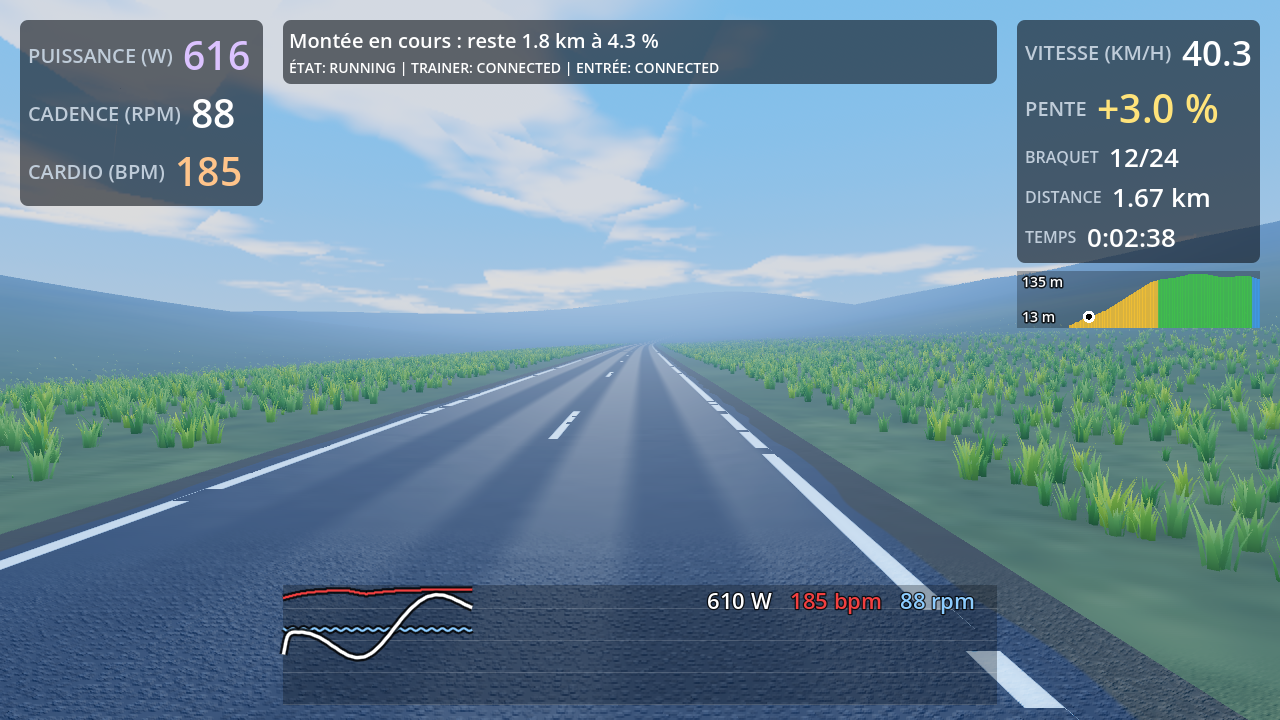 PUISSANCE (W) 616
CADENCE (RPM) 88
CARDIO (BPM) 185
Montée en cours : reste 1.8 km à 4.3 %
ÉTAT: RUNNING | TRAINER: CONNECTED | ENTRÉE: CONNECTED
VITESSE (KM/H) 40.3
PENTE +3.0 %
BRAQUET 12/24
DISTANCE 1.67 km
TEMPS 0:02:38
135 m
13 m
610 W 185 bpm 88 rpm